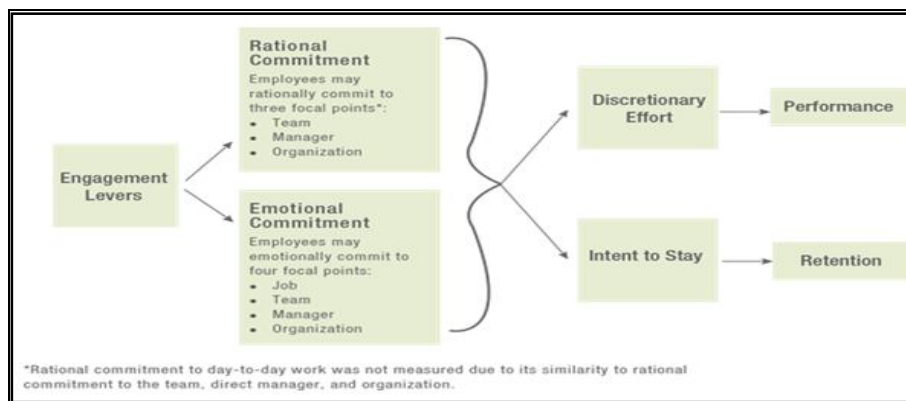 Rational
Commitment
Employees may
rationally commit to
three focal points*:
• Team
• Manager
• Organization
Engagement
Levers
Emotional
Commitment
Employees may
emotionally commit to
four focal points:
• Job
• Team
• Manager
• Organization
Discretionary
Effort
Performance
Intent to Stay
Retention
*Rational commitment to day-to-day work was not measured due to its similarity to rational
commitment to the team, direct manager, and organization.